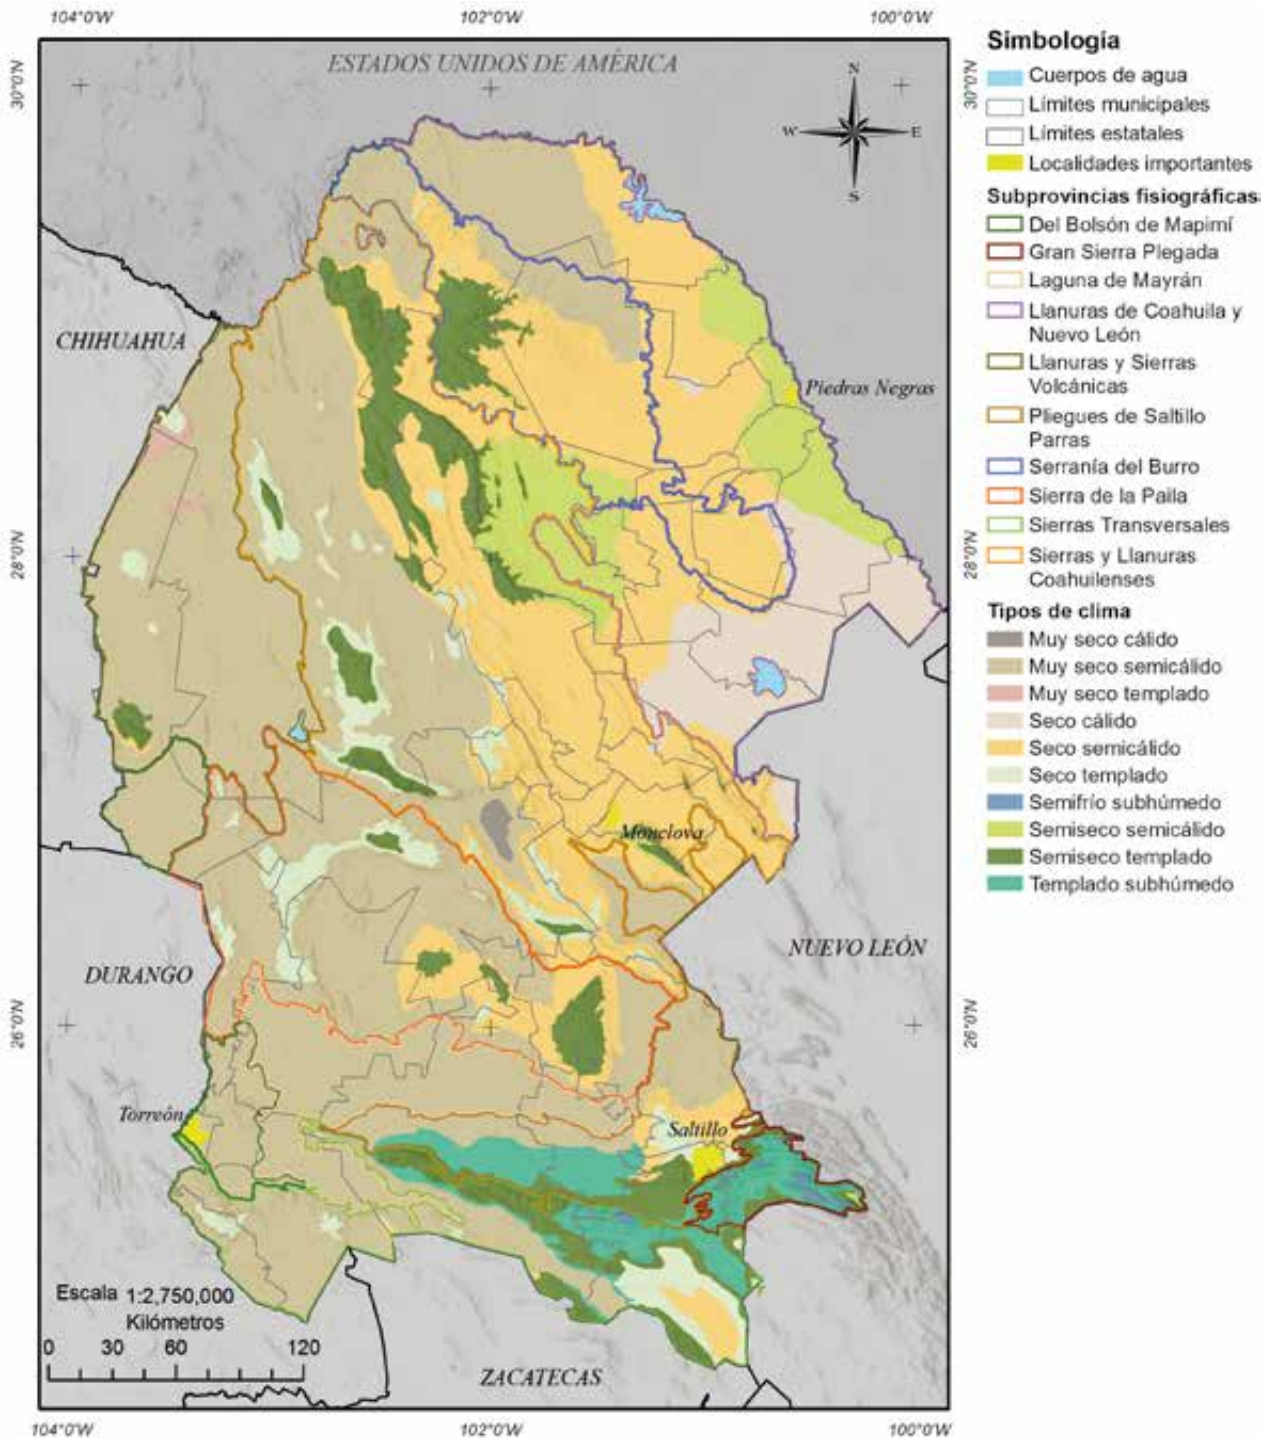 104°0'W 102°0'W 100°0'W
30°0'N
30°0'N
ESTADOS UNIDOS DE AMÉRICA
N
W E
S
CHIHUAHUA
Piedras Negras
28°0'N
28°0'N
Monclova
DURANGO
NUEVO LEÓN
26°0'N
26°0'N
Torreón
Saltillo
Escala 1:2,750,000
Kilómetros
0 30 60 120
ZACATECAS
104°0'W 102°0'W 100°0'W
Simbología
Cuerpos de agua
Límites municipales
Límites estatales
Localidades importantes
Subprovincias fisiográficas
Del Bolsón de Mapimí
Gran Sierra Plegada
Laguna de Mayrán
Llanuras de Coahuila y
Nuevo León
Llanuras y Sierras
Volcánicas
Pliegues de Saltillo
Parras
Serranía del Burro
Sierra de la Paila
Sierras Transversales
Sierras y Llanuras
Coahuilenses
Tipos de clima
Muy seco cálido
Muy seco semicálido
Muy seco templado
Seco cálido
Seco semicálido
Seco templado
Semifrío subhúmedo
Semiseco semicálido
Semiseco templado
Templado subhúmedo